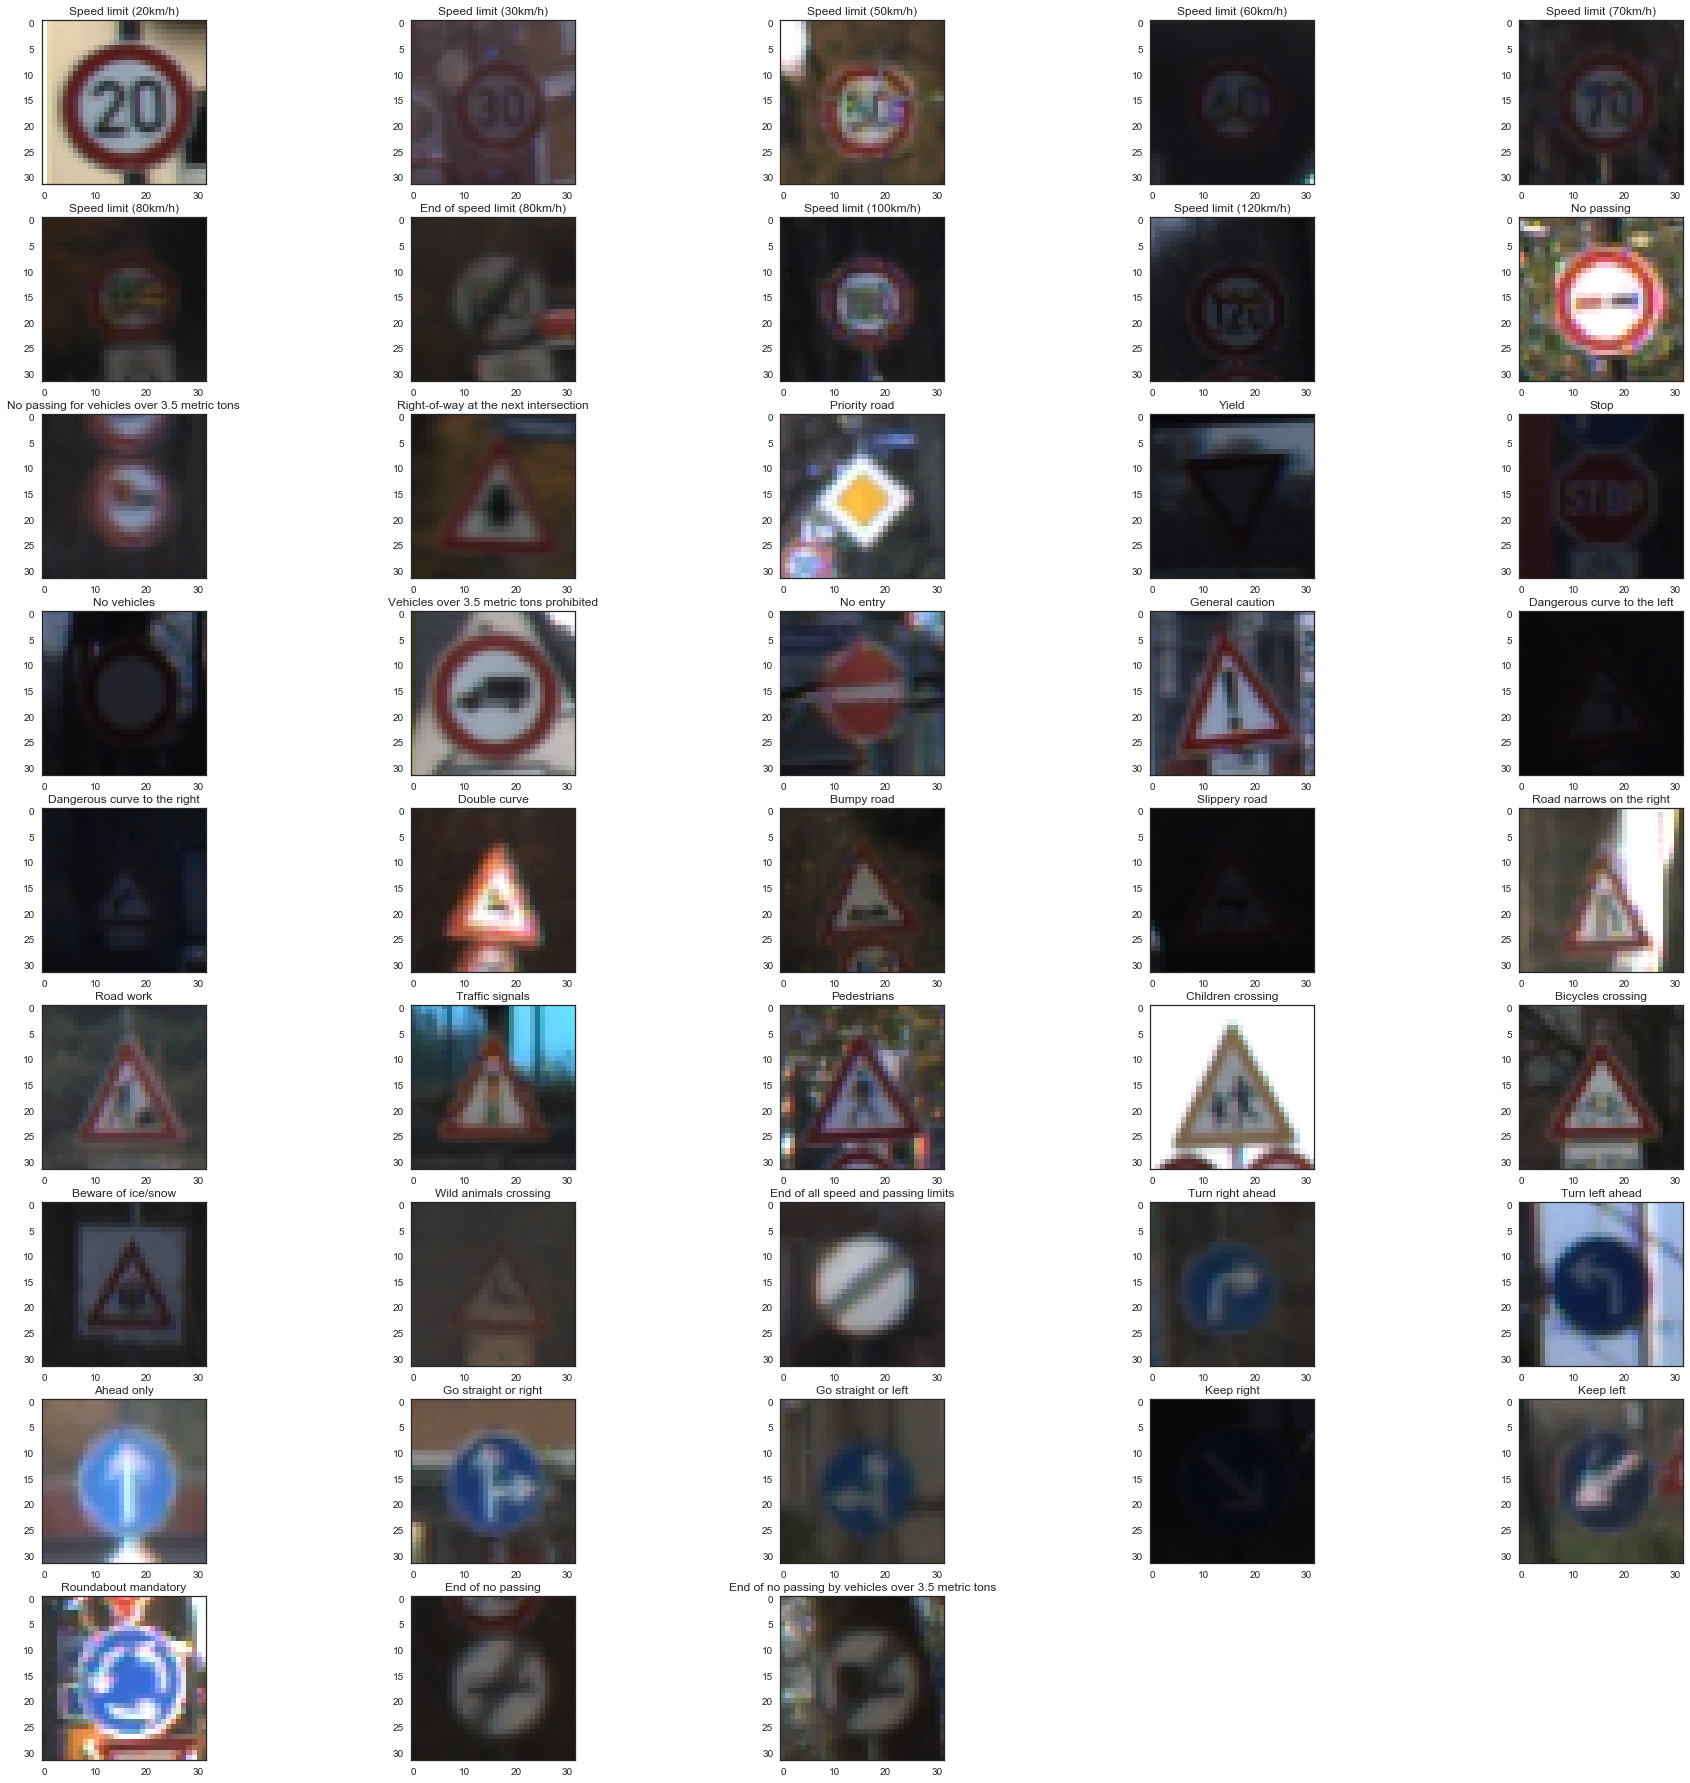 Speed limit (20km/h) Speed limit (30km/h) Speed limit (50km/h) Speed limit (60km/h) Speed limit (70km/h)
0 0 0 0 0
5 5 5 5 5
10 10 10 10 10
15 20 15 30 15 15 60 15 70
20 20 20 20 20
25 25 25 25 25
30 30 30 30 30
0 10 20 30 0 10 20 30 0 10 20 30 0 10 20 30 0 10 20 30
Speed limit (80km/h) End of speed limit (80km/h) Speed limit (100km/h) Speed limit (120km/h) No passing
0 0 0 0 0
5 5 5 5 5
10 10 10 10 10
15 15 15 15 15
20 20 20 20 120 20
25 25 25 25 25
30 30 30 30 30
0 10 20 30 0 10 20 30 0 10 20 30 0 10 20 30 0 10 20 30
No passing for vehicles over 3.5 metric tons Right-of-way at the next intersection Priority road Yield Stop
0 0 0 0 0
5 5 5 5 5
10 10 10 10 10
15 15 15 15 15 STOP
20 20 20 20 20
25 25 25 25 25
30 30 30 30 30
0 10 20 30 0 10 20 30 0 10 20 30 0 10 20 30 0 10 20 30
No vehicles Vehicles over 3.5 metric tons prohibited No entry General caution Dangerous curve to the left
0 0 0 0 0
5 5 5 5 5
10 10 10 10 10
15 15 15 15 15
20 20 20 20 20
25 25 25 25 25
30 30 30 30 30
0 10 20 30 0 10 20 30 0 10 20 30 0 10 20 30 0 10 20 30
Dangerous curve to the right Double curve Bumpy road Slippery road Road narrows on the right
0 0 0 0 0
5 5 5 5 5
10 10 10 10 10
15 15 15 15 15
20 20 20 20 20
25 25 25 25 25
30 30 30 30 30
0 10 20 30 0 10 20 30 0 10 20 30 0 10 20 30 0 10 20 30
Road work Traffic signals Pedestrians Children crossing Bicycles crossing
0 0 0 0 0
5 5 5 5 5
10 10 10 10 10
15 15 15 15 15
20 20 20 20 20
25 25 25 25 25
30 30 30 30 30
0 10 20 30 0 10 20 30 0 10 20 30 0 10 20 30 0 10 20 30
Beware of ice/snow Wild animals crossing End of all speed and passing limits Turn right ahead Turn left ahead
0 0 0 0 0
5 5 5 5 5
10 10 10 10 10
15 15 15 15 15
20 20 20 20 20
25 25 25 25 25
30 30 30 30 30
0 10 20 30 0 10 20 30 0 10 20 30 0 10 20 30 0 10 20 30
Ahead only Go straight or right Go straight or left Keep right Keep left
0 0 0 0 0
5 5 5 5 5
10 10 10 10 10
15 15 15 15 15
20 20 20 20 20
25 25 25 25 25
30 30 30 30 30
0 10 20 30 0 10 20 30 0 10 20 30 0 10 20 30 0 10 20 30
Roundabout mandatory End of no passing End of no passing by vehicles over 3.5 metric tons
0 0 0
5 5 5
10 10 10
15 15 15
20 20 20
25 25 25
30 30 30
0 10 20 30 0 10 20 30 0 10 20 30